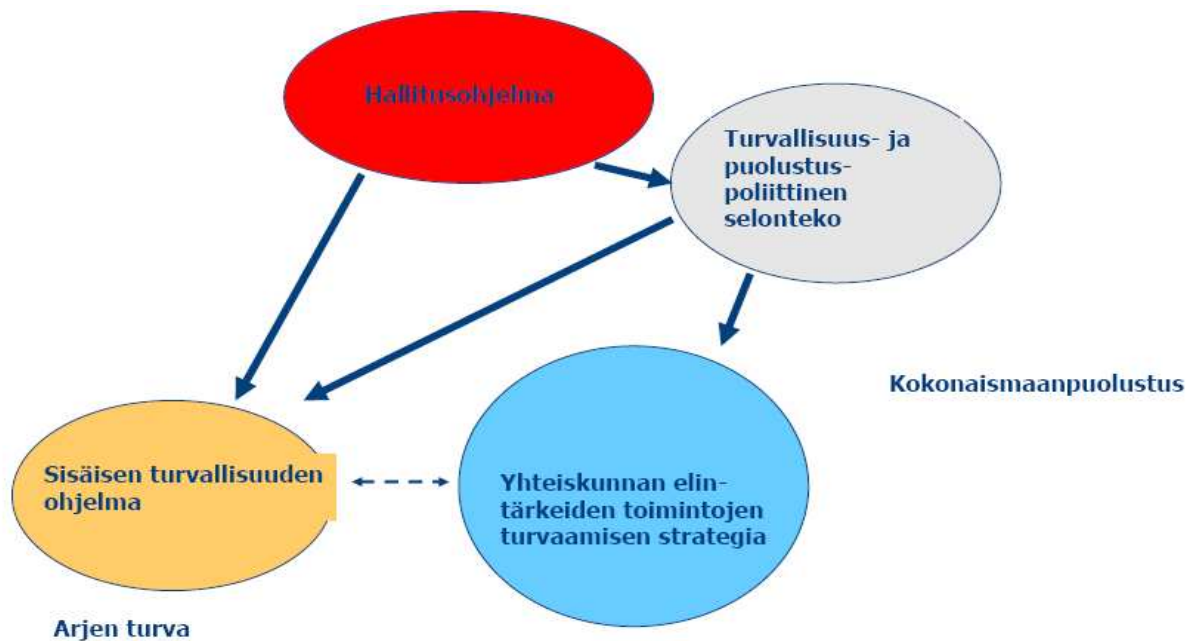 Hallitusohjelma
Turvallisuus- ja
puolustus-
poliittinen
selonteko
Kokonaismaanpuolustus
Sisäisen turvallisuuden
ohjelma
Yhteiskunnan elin-
tärkeiden toimintojen
turvaamisen strategia
Arjen turva